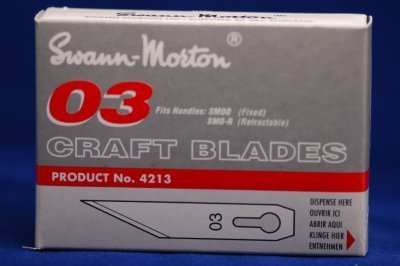 Swann-Morton®
03
Fits Handles: SM00 (Fixed)
SM0-R (Retractable)
CRAFT BLADES
PRODUCT No. 4213
03
DISPENSE HERE
OUVRIR ICI
ABRIR AQUI
KLINGE HIER
ENTNEHMEN